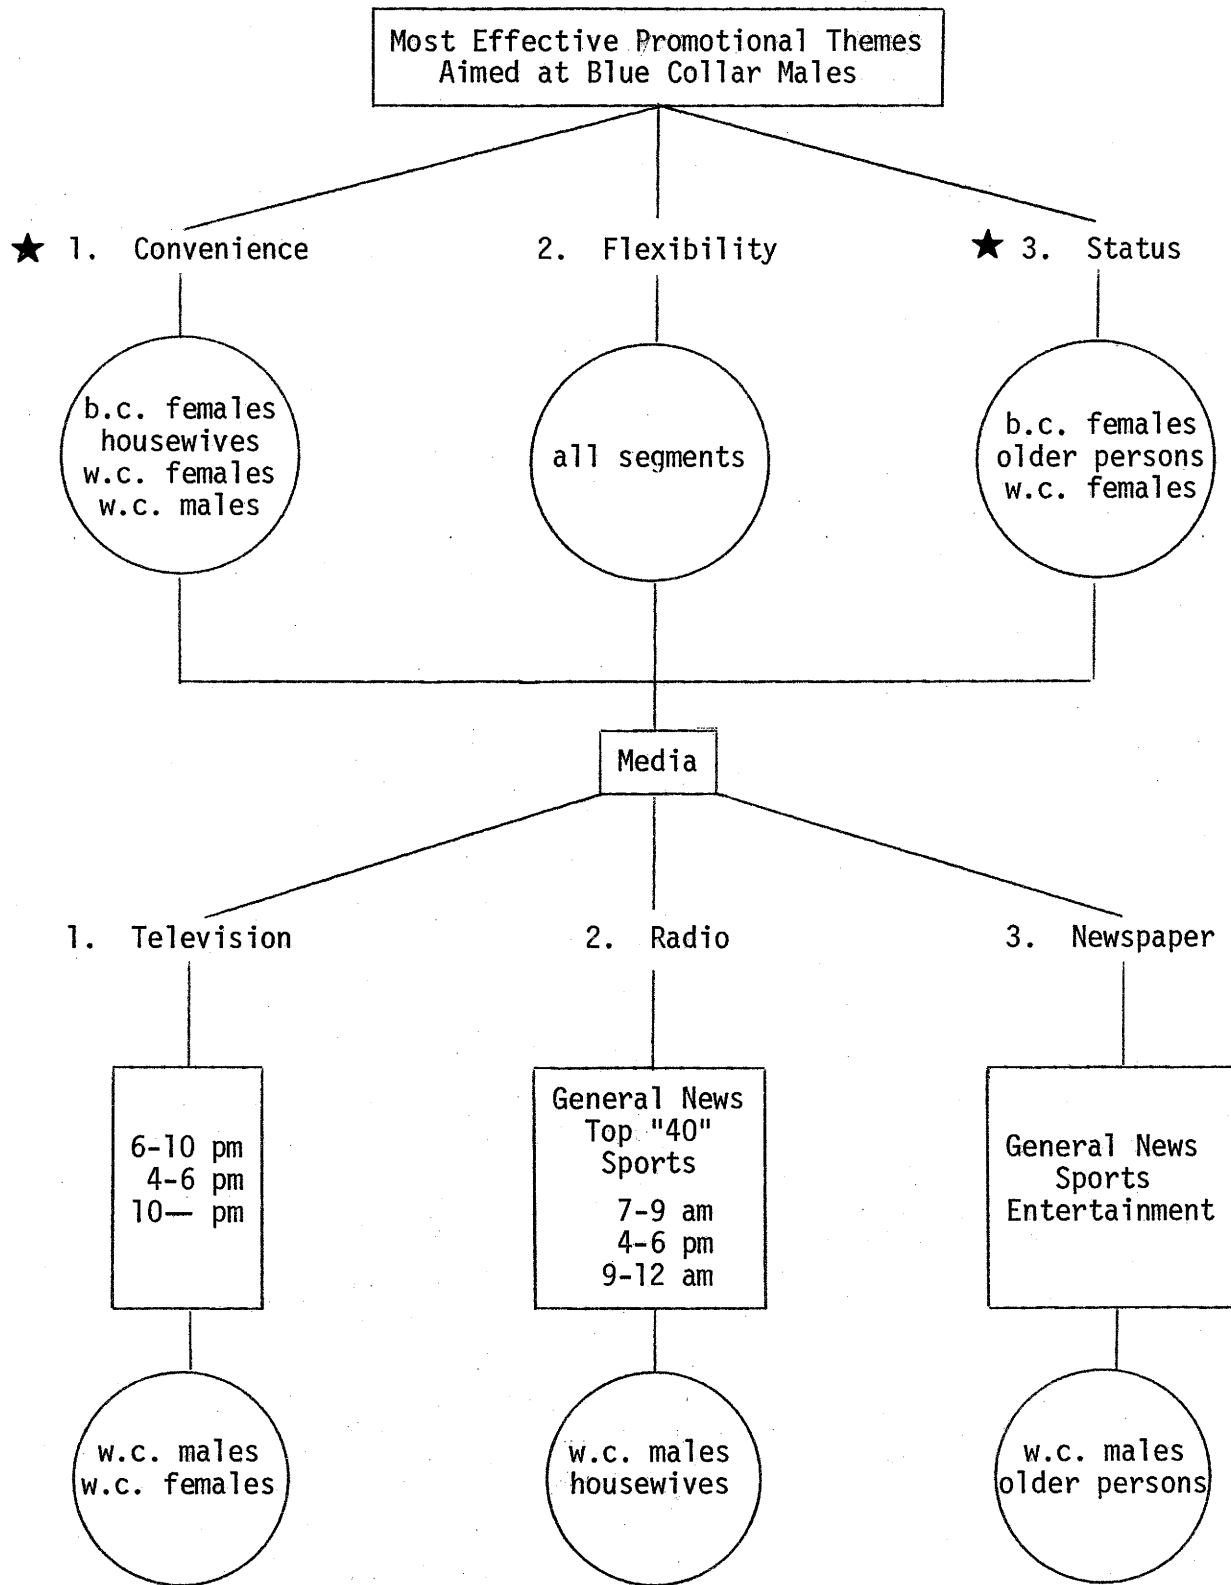 Most Effective Promotional Themes
Aimed at Blue Collar Males
★ 1. Convenience
2. Flexibility
★ 3. Status
b.c. females
housewives
w.c. females
w.c. males
all segments
b.c. females
older persons
w.c. females
Media
1. Television
2. Radio
3. Newspaper
6-10 pm
4-6 pm
10— pm
General News
Top "40"
Sports
7-9 am
4-6 pm
9-12 am
General News
Sports
Entertainment
w.c. males
w.c. females
w.c. males
housewives
w.c. males
older persons